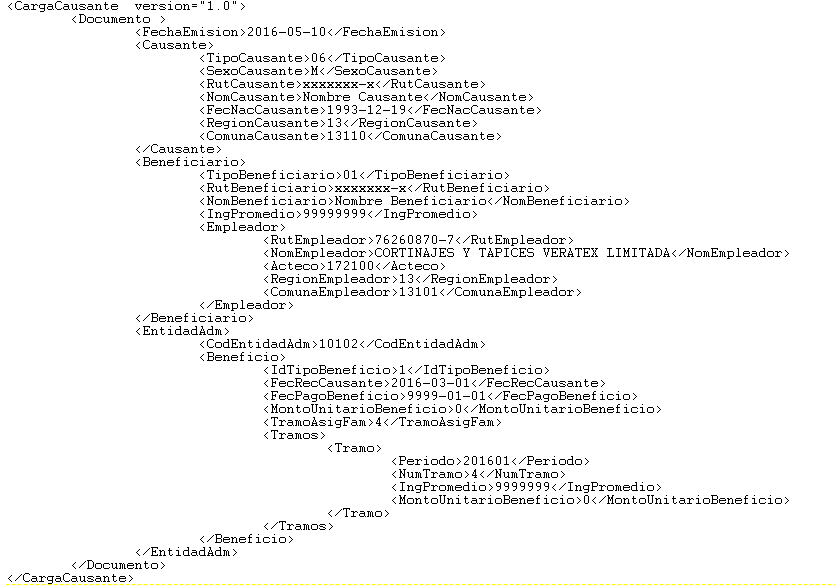 <CargaCausante version="1.0">
<Documento >
<FechaEmision>2016-05-10</FechaEmision>
<Causante>
<TipoCausante>06</TipoCausante>
<SexoCausante>M</SexoCausante>
<RutCausante>xxxxxxx-x</RutCausante>
<NomCausante>Nombre Causante</NomCausante>
<FecNacCausante>1993-12-19</FecNacCausante>
<RegionCausante>13</RegionCausante>
<ComunaCausante>13110</ComunaCausante>
</Causante>
<Beneficiario>
<TipoBeneficiario>01</TipoBeneficiario>
<RutBeneficiario>xxxxxxx-x</RutBeneficiario>
<NomBeneficiario>Nombre Beneficiario</NomBeneficiario>
<IngPromedio>99999999</IngPromedio>
<Empleador>
<RutEmpleador>76260870-7</RutEmpleador>
<NomEmpleador>CORTINAJES Y TAPICES VERATEX LIMITADA</NomEmpleador>
<Acteco>172100</Acteco>
<RegionEmpleador>13</RegionEmpleador>
<ComunaEmpleador>13101</ComunaEmpleador>
</Empleador>
</Beneficiario>
<EntidadAdm>
<CodEntidadAdm>10102</CodEntidadAdm>
<Beneficio>
<IdTipoBeneficio>1</IdTipoBeneficio>
<FecRecCausante>2016-03-01</FecRecCausante>
<FecPagoBeneficio>9999-01-01</FecPagoBeneficio>
<MontoUnitarioBeneficio>0</MontoUnitarioBeneficio>
<TramoAsigFam>4</TramoAsigFam>
<Tramos>
<Tramo>
<Periodo>201601</Periodo>
<NumTramo>4</NumTramo>
<IngPromedio>9999999</IngPromedio>
<MontoUnitarioBeneficio>0</MontoUnitarioBeneficio>
</Tramo>
</Tramos>
</Beneficio>
</EntidadAdm>
</Documento>
</CargaCausante>